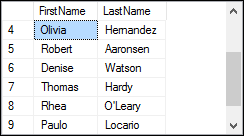 FirstName LastName
4 Olivia Hernandez
5 Robert Aaronsen
6 Denise Watson
7 Thomas Hardy
8 Rhea O'Leary
9 Paulo Locario